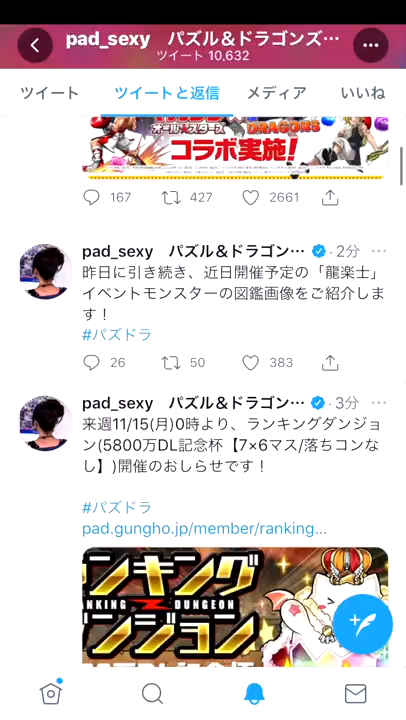 pad_sexy　パズル＆ドラゴンズ…
ツイート 10,632
ツイート
ツイートと返信
メディア
いいね
オール★スターズ
DRAGONS
コラボ実施！
167
427
2661
pad_sexy　パズル＆ドラゴン… ・2分
昨日に引き続き、近日開催予定の「龍楽士」
イベントモンスターの図鑑画像をご紹介しま
す！
#パズドラ
26
50
383
pad_sexy　パズル＆ドラゴン… ・3分
来週11/15(月)0時より、ランキングダンジョ
ン(5800万DL記念杯【7×6マス/落ちコンな
し】)開催のおしらせです！
#パズドラ
pad.gungho.jp/member/ranking...
ンキング
ANKING DUNGEON
ンジョン